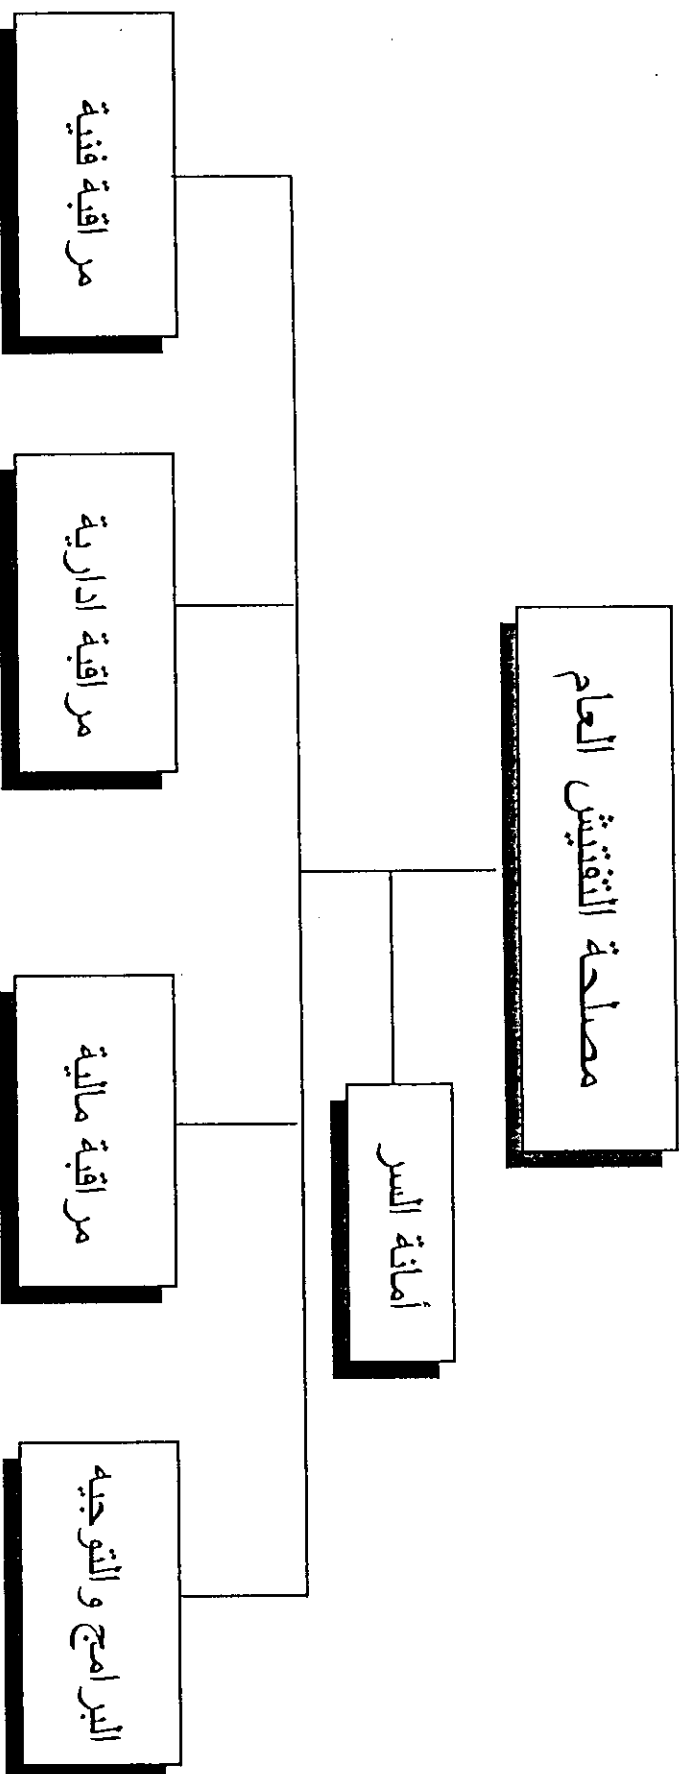 مصلحة التفتيش العام
أمانة السر
البرامج والتوجيه
مراقبة مالية
مراقبة ادارية
مراقبة فنية